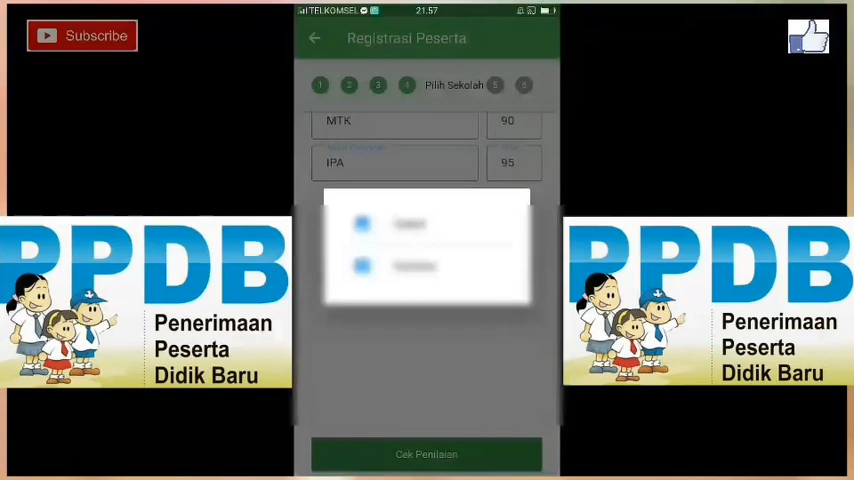 Subscribe
TELKOMSEL
21.57
Registrasi Peserta
1 2 3 4 Pilih Sekolah 5 6
MTK 90
IPA 95
PPDB
Penerimaan
Peserta
Didik Baru
PPDB
Penerimaan
Peserta
Didik Baru
Cek Penilaian